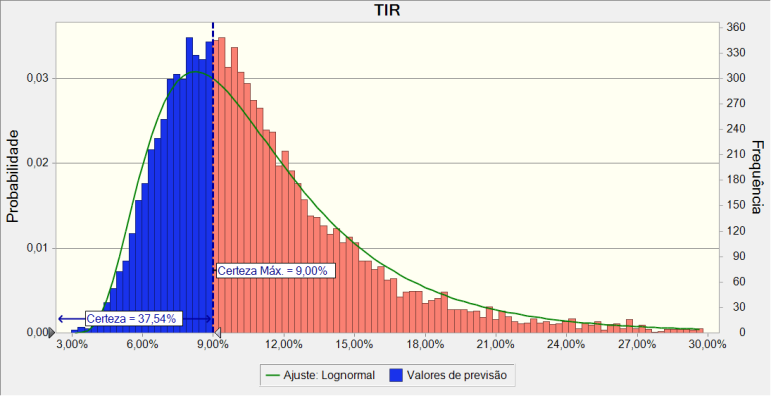 TIR
Probabilidade
0,03
0,02
0,01
0,00
Frequência
360
330
300
270
240
210
180
150
120
90
60
30
0
Certeza Máx. = 9,00%
Certeza = 37,54%
3,00% 6,00% 9,00% 12,00% 15,00% 18,00% 21,00% 24,00% 27,00% 30,00%
Ajuste: Lognormal Valores de previsão